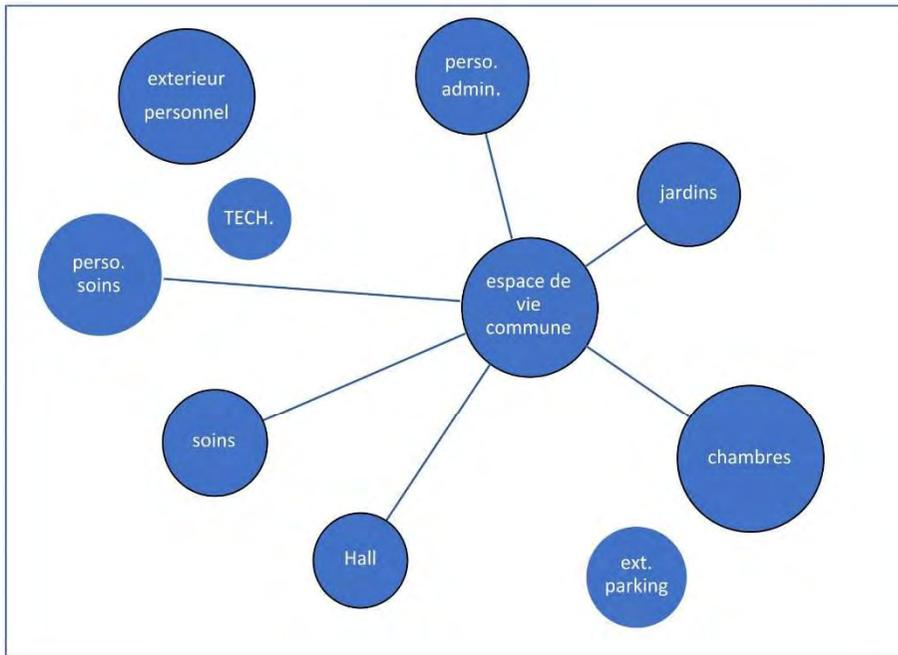 exterieur
personnel
perso.
admin.
jardins
TECH.
perso.
soins
espace de
vie
commune
soins
chambres
Hall
ext.
parking